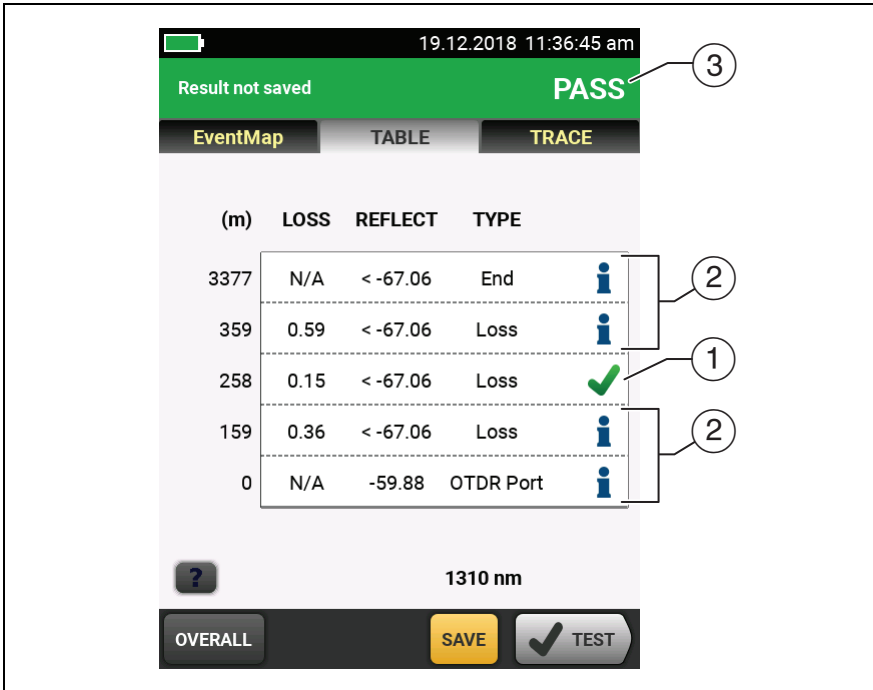 19.12.2018 11:36:45 am
Result not saved PASS
3
EventMap TABLE TRACE
(m) LOSS REFLECT TYPE
3377 N/A < -67.06 End
2
359 0.59 < -67.06 Loss
1
258 0.15 < -67.06 Loss
159 0.36 < -67.06 Loss
2
0 N/A -59.88 OTDR Port
? 1310 nm
OVERALL SAVE TEST